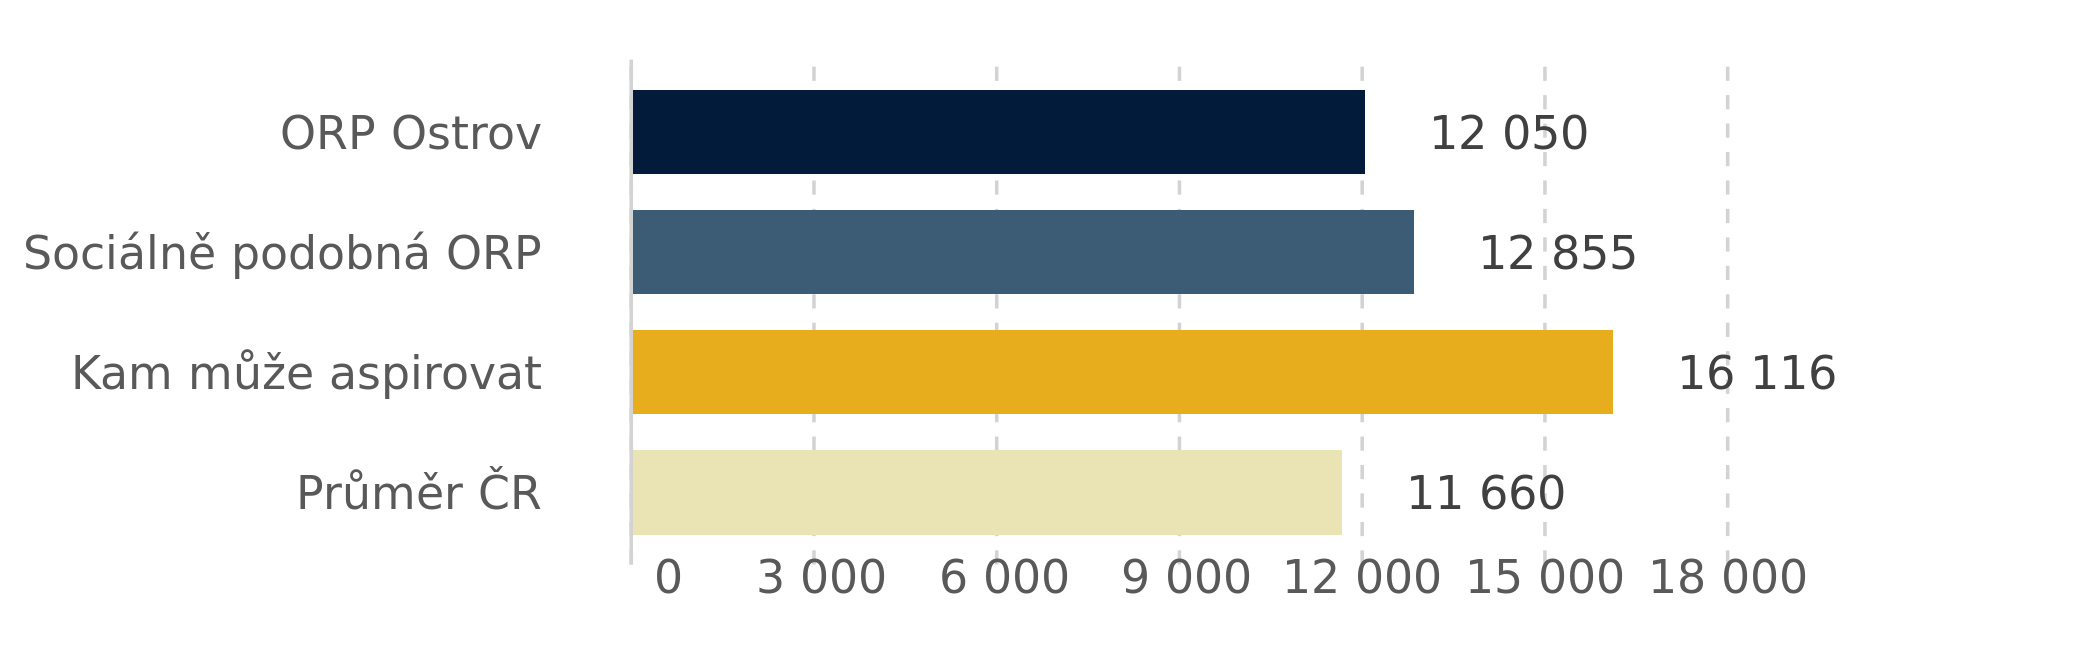 ORP Ostrov 12 050
Sociálně podobná ORP 12 855
Kam může aspirovat 16 116
Průměr ČR 11 660
0 3 000 6 000 9 000 12 000 15 000 18 000